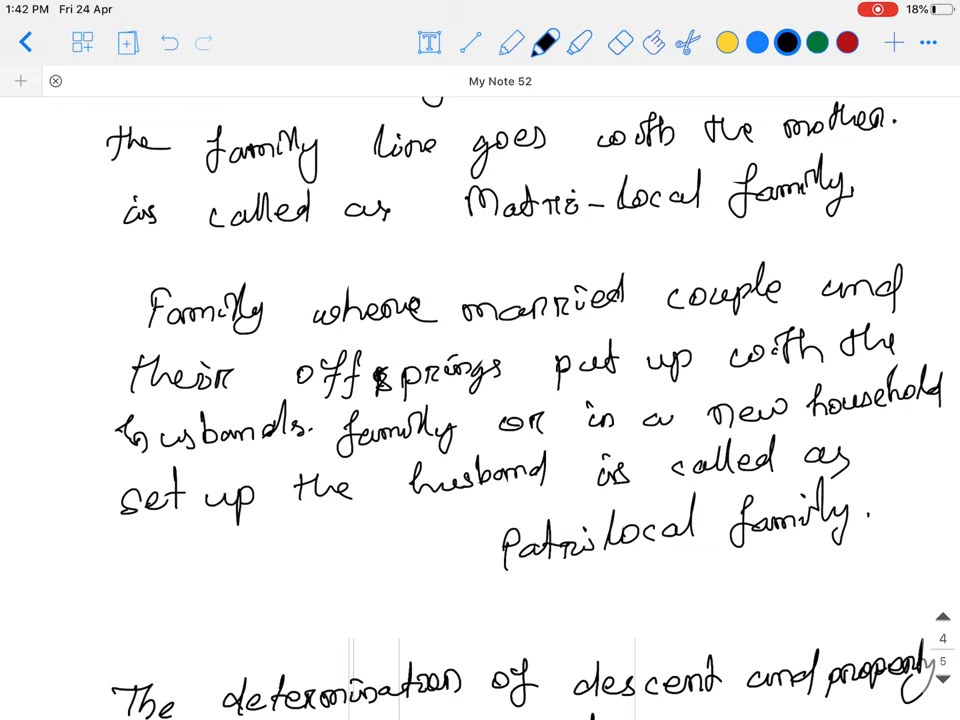 1:42 PM Fri 24 Apr
18%
My Note 52
the family line goes with the mother.
is called as Matri-local family,
Family where married couple and
their offsprings put up with the
husbands. family or in a new household
set up the husband is called as
Patrilocal family.
4
5
The determination of descent and property